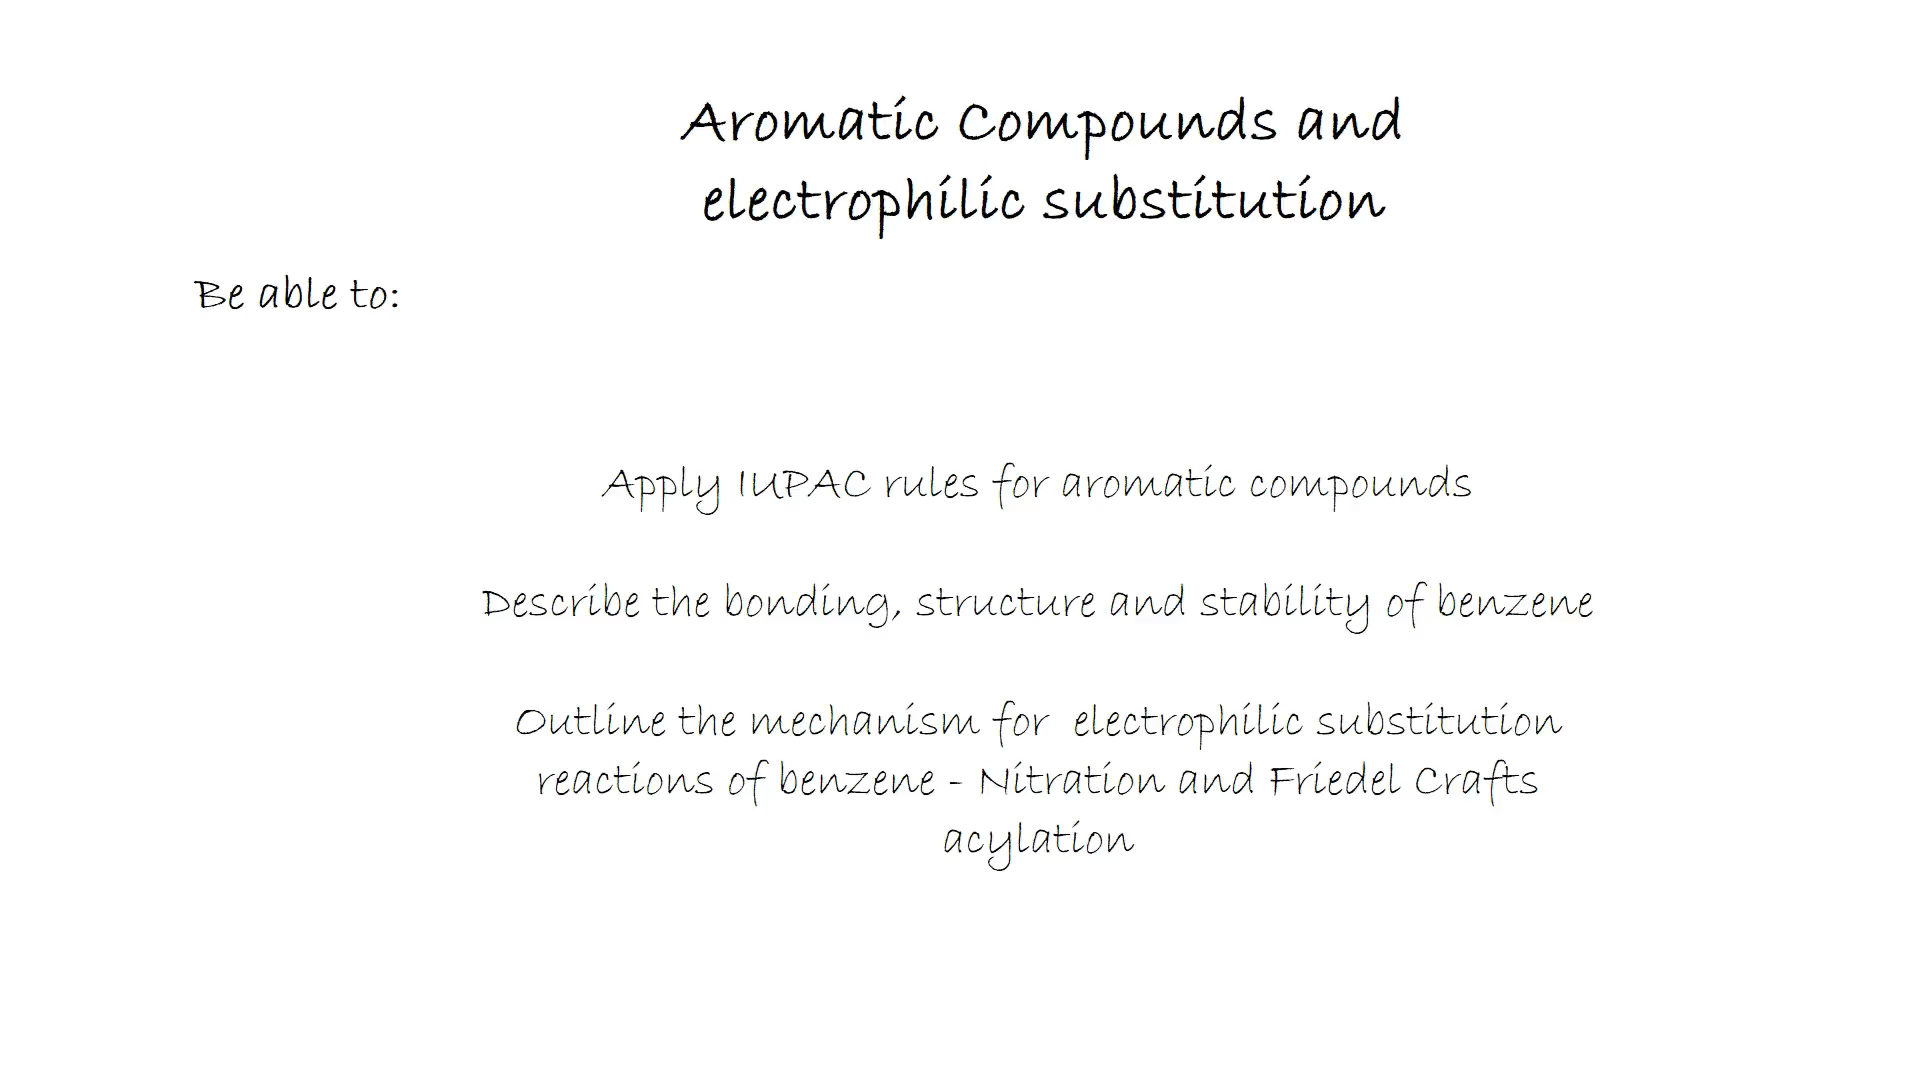 Aromatic Compounds and
electrophilic substitution
Be able to:
Apply IUPAC rules for aromatic compounds
Describe the bonding, structure and stability of benzene
Outline the mechanism for electrophilic substitution
reactions of benzene - Nitration and Friedel Crafts
acylation